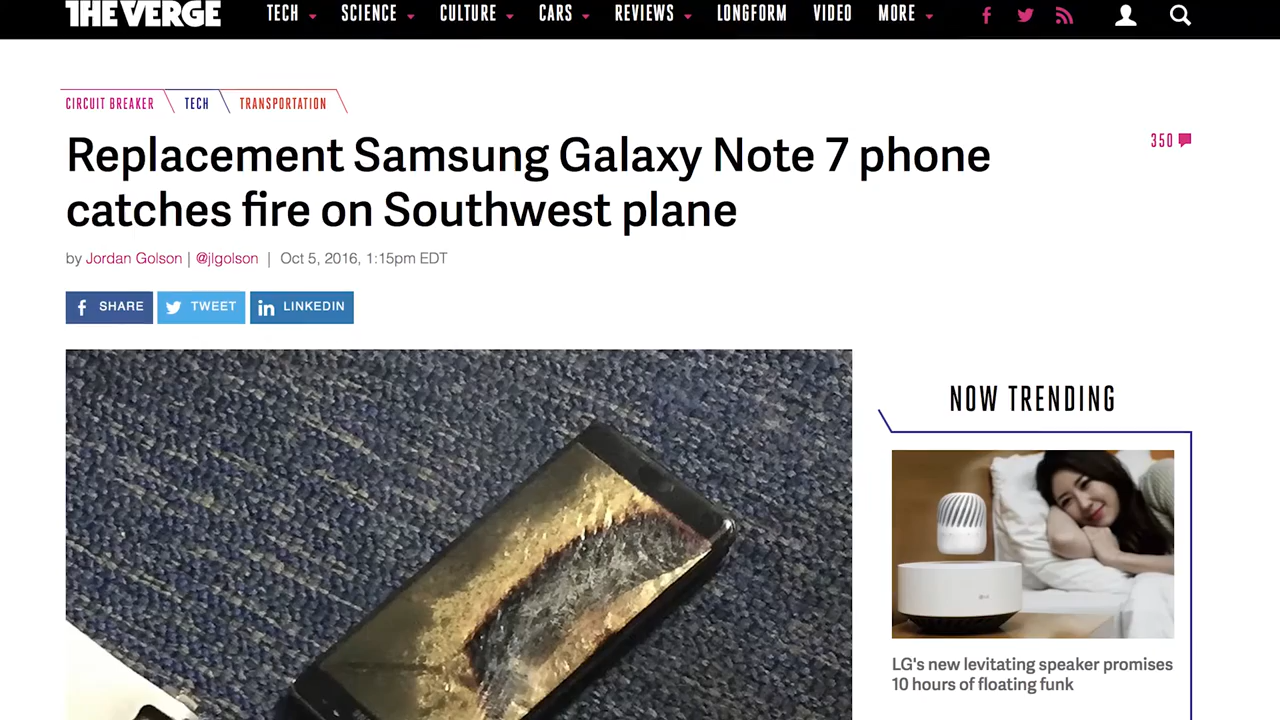 THE VERGE
TECH SCIENCE CULTURE CARS REVIEWS LONGFORM VIDEO MORE
CIRCUIT BREAKER TECH TRANSPORTATION
Replacement Samsung Galaxy Note 7 phone
catches fire on Southwest plane
350
by Jordan Golson | @jlgolson | Oct 5, 2016, 1:15pm EDT
f SHARE TWEET in LINKEDIN
NOW TRENDING
LG's new levitating speaker promises
10 hours of floating funk